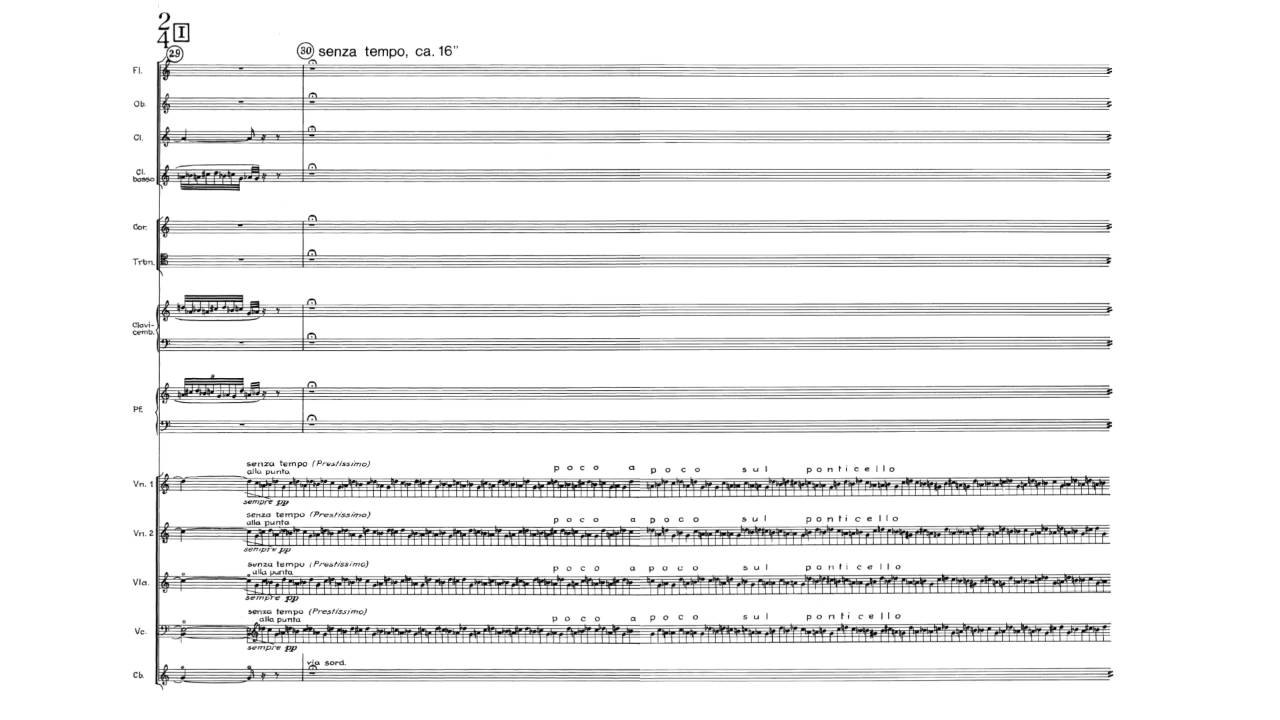 2
4 I
29 30 senza tempo, ca. 16"
Fl.
Ob.
Cl.
Cl.
basso
Cor.
Trbn.
Clavi-
cemb.
9
Pf.
senza tempo (Prestissimo)
alla punta
poco a poco sul ponticello
Vn. 1
sempre pp
senza tempo (Prestissimo)
alla punta
poco a poco sul ponticello
Vn. 2
sempre pp
senza tempo (Prestissimo)
alla punta
poco a poco sul ponticello
Vla.
sempre pp
senza tempo (Prestissimo)
alla punta
poco a poco sul ponticello
Vc.
sempre pp
via sord.
Cb.